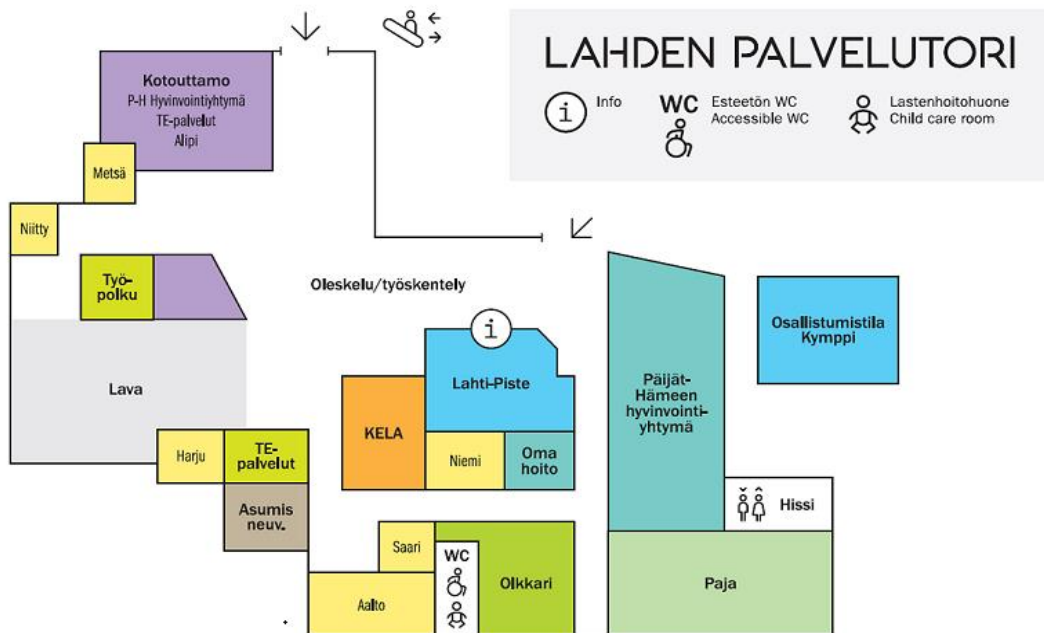 LAHDEN PALVELUTORI
i Info
WC Esteetön WC
Accessible WC
Lastenhoitohuone
Child care room
Kotouttamo
P-H Hyvinvointiyhtymä
TE-palvelut
Alipi
Metsä
Niitty
Työ-
polku
Oleskelu/työskentely
Lava
i
Lahti-Piste
KELA
Niemi
Oma
hoito
Harju
TE-
palvelut
Asumis
neuv.
Saari
Aalto
WC
Olkkari
Päijät-
Hämeen
hyvinvointi-
yhtymä
Osallistumistila
Kymppi
Hissi
Paja